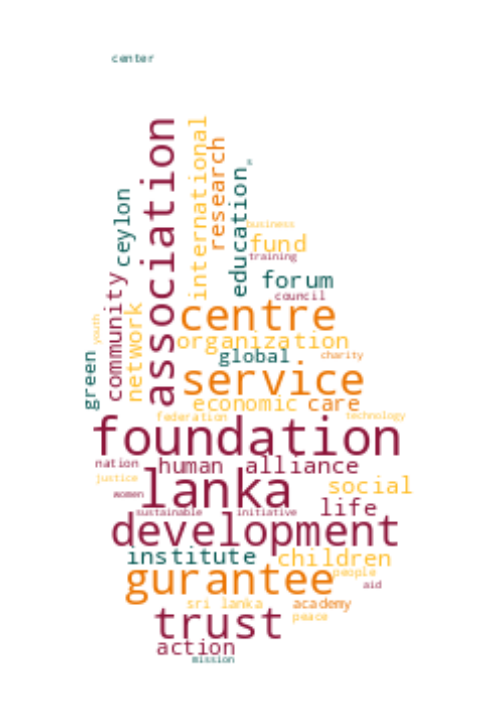 center
association
international
research
education
ceylon
business
fund
training
forum
council
community
network
youth
green
centre
organization
global
charity
service
economic care
federation
technology
foundation
nation
human alliance
justice
lanka
social
women
life
sustainable
initiative
development
institute
children
gurantee
people
aid
sri lanka
academy
trust
peace
action
mission